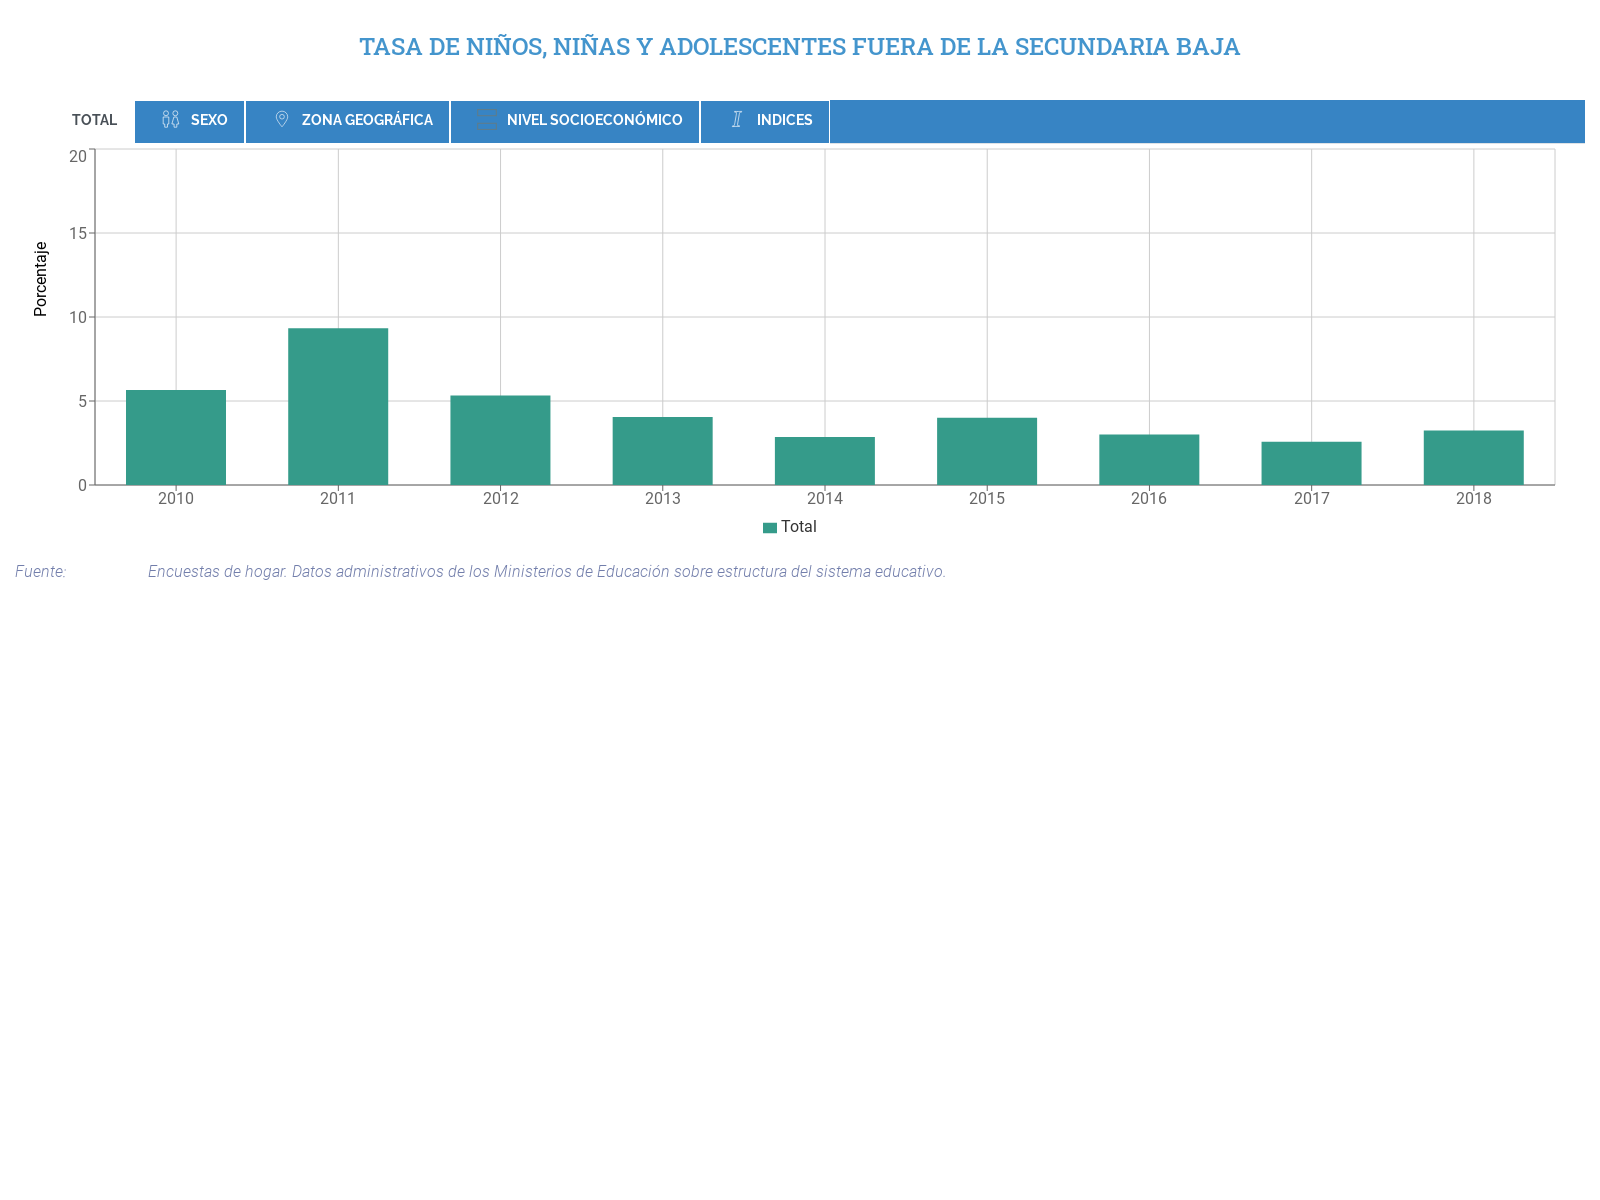 TASA DE NIÑOS, NIÑAS Y ADOLESCENTES FUERA DE LA SECUNDARIA BAJA
TOTAL SEXO ZONA GEOGRÁFICA NIVEL SOCIOECONÓMICO INDICES
Porcentaje
20
15
10
5
0
2010 2011 2012 2013 2014 2015 2016 2017 2018
Total
Fuente: Encuestas de hogar. Datos administrativos de los Ministerios de Educación sobre estructura del sistema educativo.